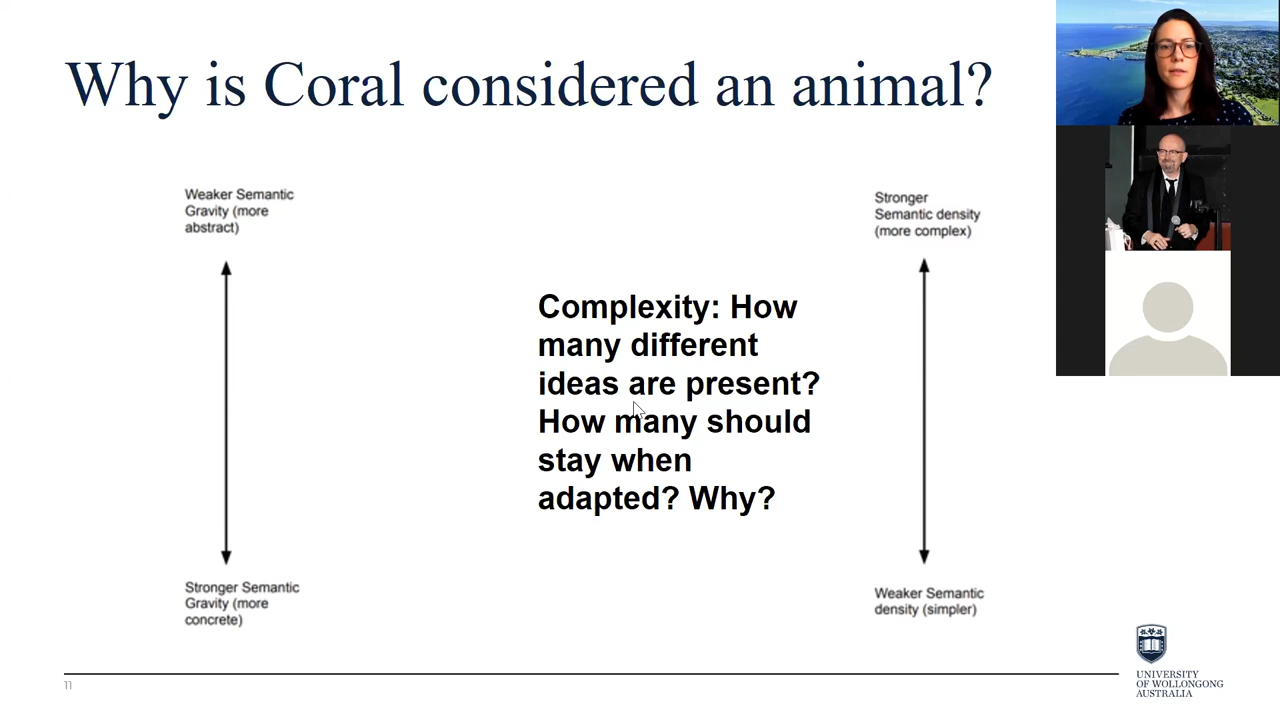 Why is Coral considered an animal?
Weaker Semantic
Gravity (more
abstract)
Stronger
Semantic density
(more complex)
Complexity: How
many different
ideas are present?
How many should
stay when
adapted? Why?
Stronger Semantic
Gravity (more
concrete)
Weaker Semantic
density (simpler)
11
UNIVERSITY
OF WOLLONGONG
AUSTRALIA